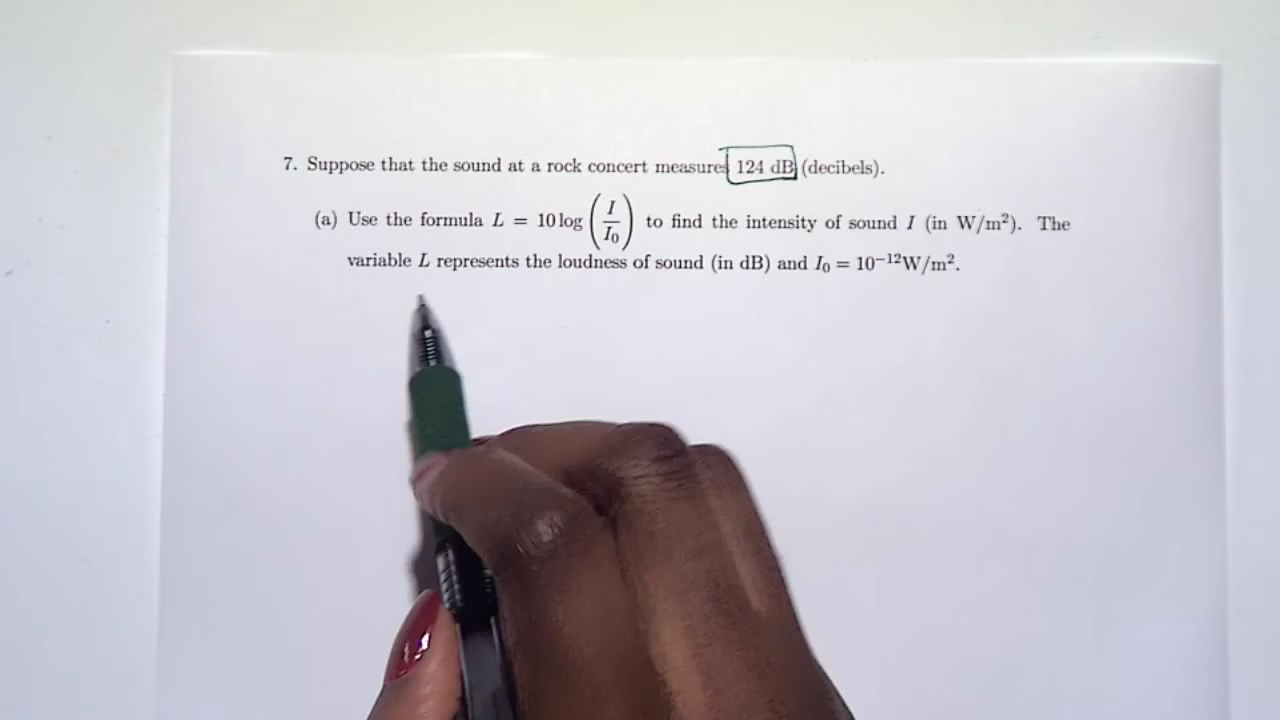 7. Suppose that the sound at a rock concert measures 124 dB (decibels).
(a) Use the formula L = 10 log (I/I₀) to find the intensity of sound I (in W/m²). The
variable L represents the loudness of sound (in dB) and I₀ = 10⁻¹²W/m².